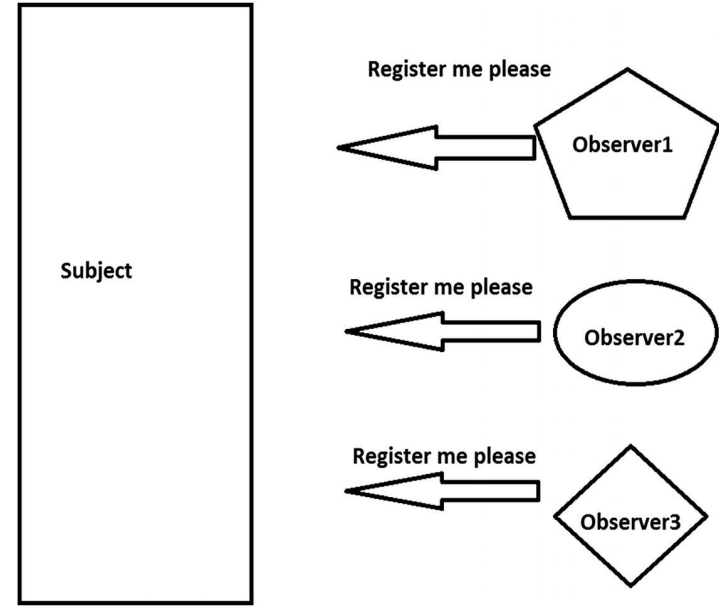 Register me please
Observer1
Subject
Register me please
Observer2
Register me please
Observer3